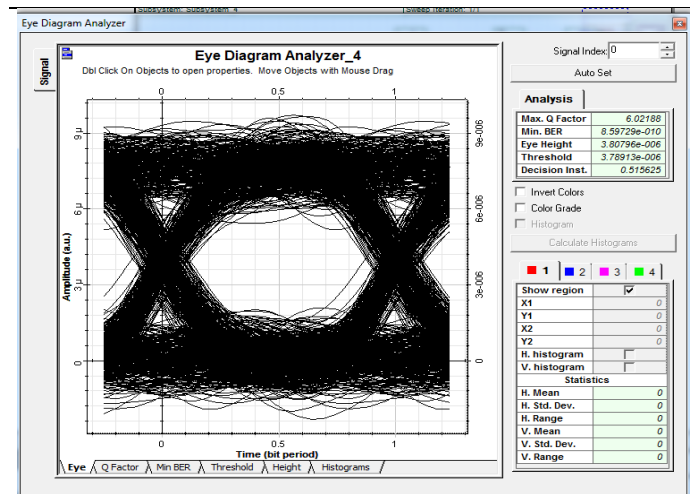 Subsystem: Subsystem_4 Sweep Iteration: 1/1
Eye Diagram Analyzer
Signal
Eye Diagram Analyzer_4
Dbl Click On Objects to open properties. Move Objects with Mouse Drag
0 0.5 1
9 µ 9e-006
6 µ 6e-006
3 µ 3e-006
0 0
Amplitude (a.u.)
0 0.5 1
Time (bit period)
Eye Q Factor Min BER Threshold Height Histograms
Signal Index: 0
Auto Set
Analysis
Max. Q Factor 6.02188
Min. BER 8.59729e-010
Eye Height 3.80796e-006
Threshold 3.78913e-006
Decision Inst. 0.515625
Invert Colors
Color Grade
Histogram
Calculate Histograms
1 2 3 4
Show region
X1 0
Y1 0
X2 0
Y2 0
H. histogram
V. histogram
Statistics
H. Mean 0
H. Std. Dev. 0
H. Range 0
V. Mean 0
V. Std. Dev. 0
V. Range 0